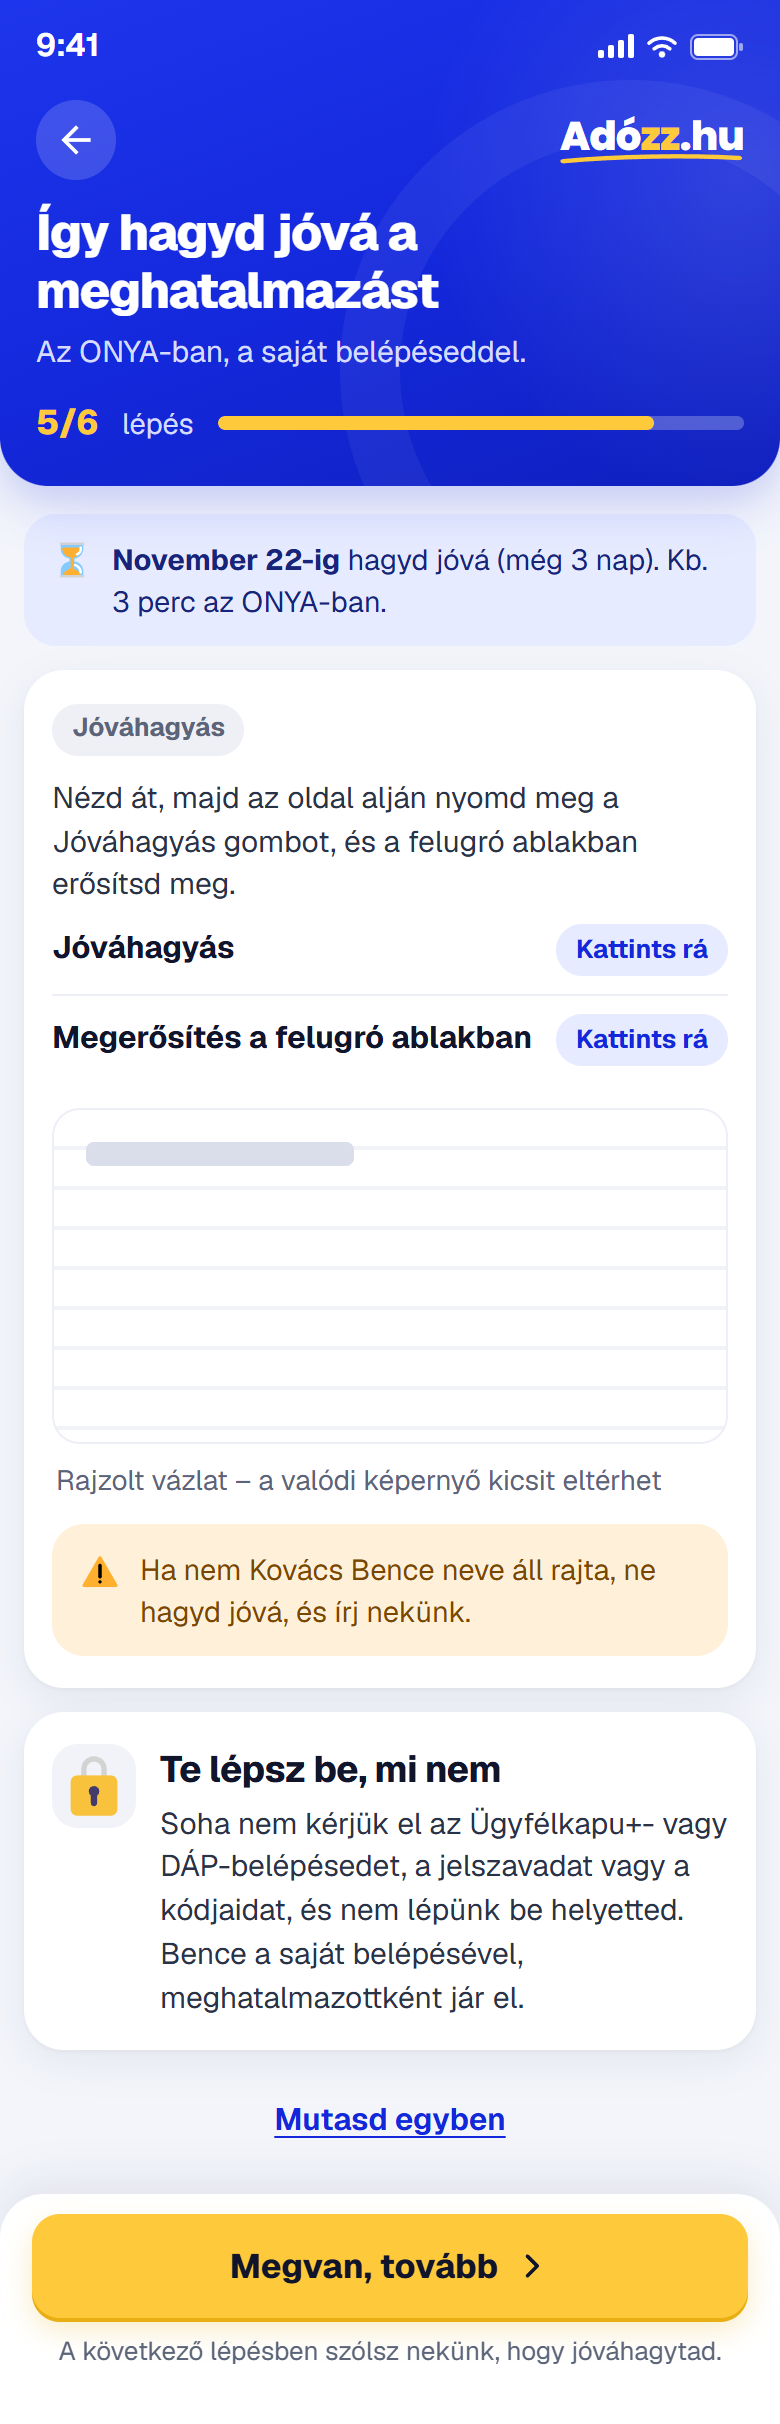 9:41
Adózz.hu
Így hagyd jóvá a
meghatalmazást
Az ONYA-ban, a saját belépéseddel.
5/6 lépés
November 22-ig hagyd jóvá (még 3 nap). Kb.
3 perc az ONYA-ban.
Jóváhagyás
Nézd át, majd az oldal alján nyomd meg a
Jóváhagyás gombot, és a felugró ablakban
erősítsd meg.
Jóváhagyás Kattints rá
Megerősítés a felugró ablakban Kattints rá
Rajzolt vázlat – a valódi képernyő kicsit eltérhet
Ha nem Kovács Bence neve áll rajta, ne
hagyd jóvá, és írj nekünk.
Te lépsz be, mi nem
Soha nem kérjük el az Ügyfélkapu+- vagy
DÁP-belépésedet, a jelszavadat vagy a
kódjaidat, és nem lépünk be helyetted.
Bence a saját belépésével,
meghatalmazottként jár el.
Mutasd egyben
Megvan, tovább
A következő lépésben szólsz nekünk, hogy jóváhagytad.